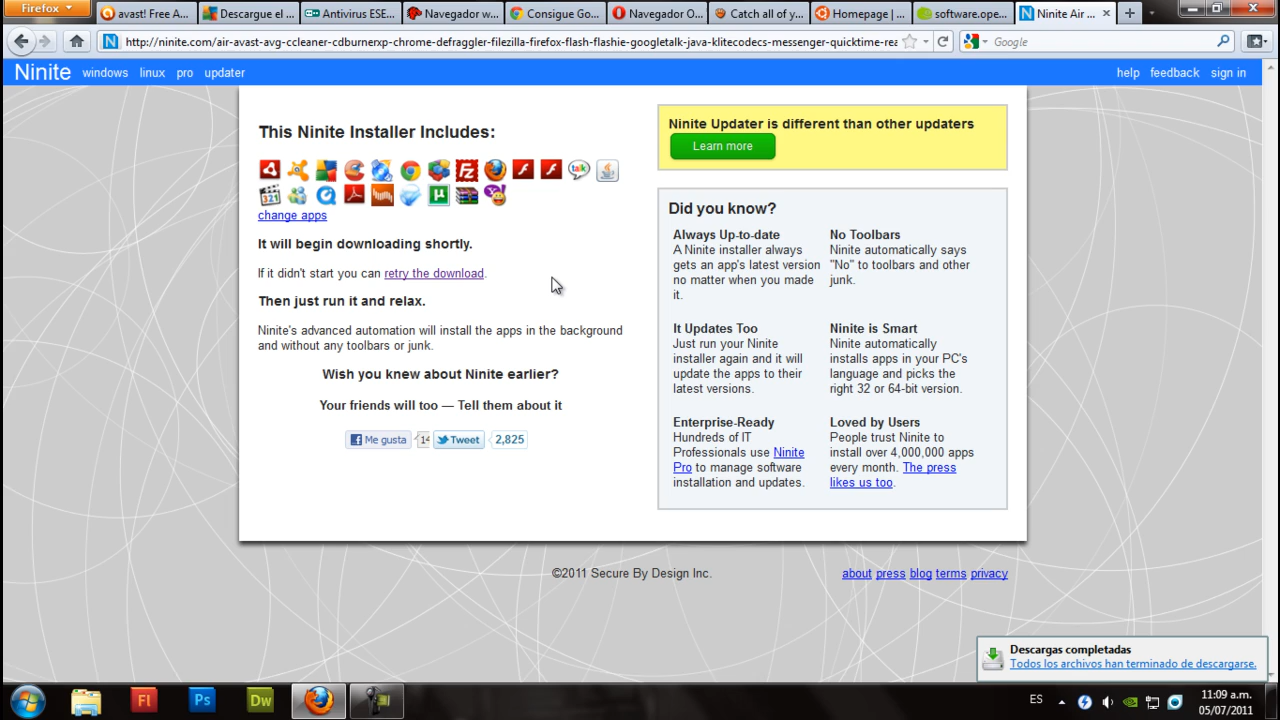 Firefox
avast! Free A...
Descargue el ...
Antivirus ESE...
Navegador w...
Consigue Go...
Navegador O...
Catch all of y...
Homepage | ...
software.ope...
Ninite Air ...
http://ninite.com/air-avast-avg-ccleaner-cdburnerxp-chrome-defraggler-filezilla-firefox-flash-flashie-googletalk-java-klitecodecs-messenger-quicktime-rea
Google
Ninite windows linux pro updater
help feedback sign in
This Ninite Installer Includes:
talk
321
change apps
It will begin downloading shortly.
If it didn't start you can retry the download.
Then just run it and relax.
Ninite's advanced automation will install the apps in the background
and without any toolbars or junk.
Wish you knew about Ninite earlier?
Your friends will too — Tell them about it
Me gusta 14 Tweet 2,825
Ninite Updater is different than other updaters
Learn more
Did you know?
Always Up-to-date
A Ninite installer always
gets an app's latest version
no matter when you made
it.
No Toolbars
Ninite automatically says
"No" to toolbars and other
junk.
It Updates Too
Just run your Ninite
installer again and it will
update the apps to their
latest versions.
Ninite is Smart
Ninite automatically
installs apps in your PC's
language and picks the
right 32 or 64-bit version.
Enterprise-Ready
Hundreds of IT
Professionals use Ninite
Pro to manage software
installation and updates.
Loved by Users
People trust Ninite to
install over 4,000,000 apps
every month. The press
likes us too.
©2011 Secure By Design Inc.
about press blog terms privacy
Descargas completadas
Todos los archivos han terminado de descargarse.
Fl
Ps
Dw
ES
11:09 a.m.
05/07/2011